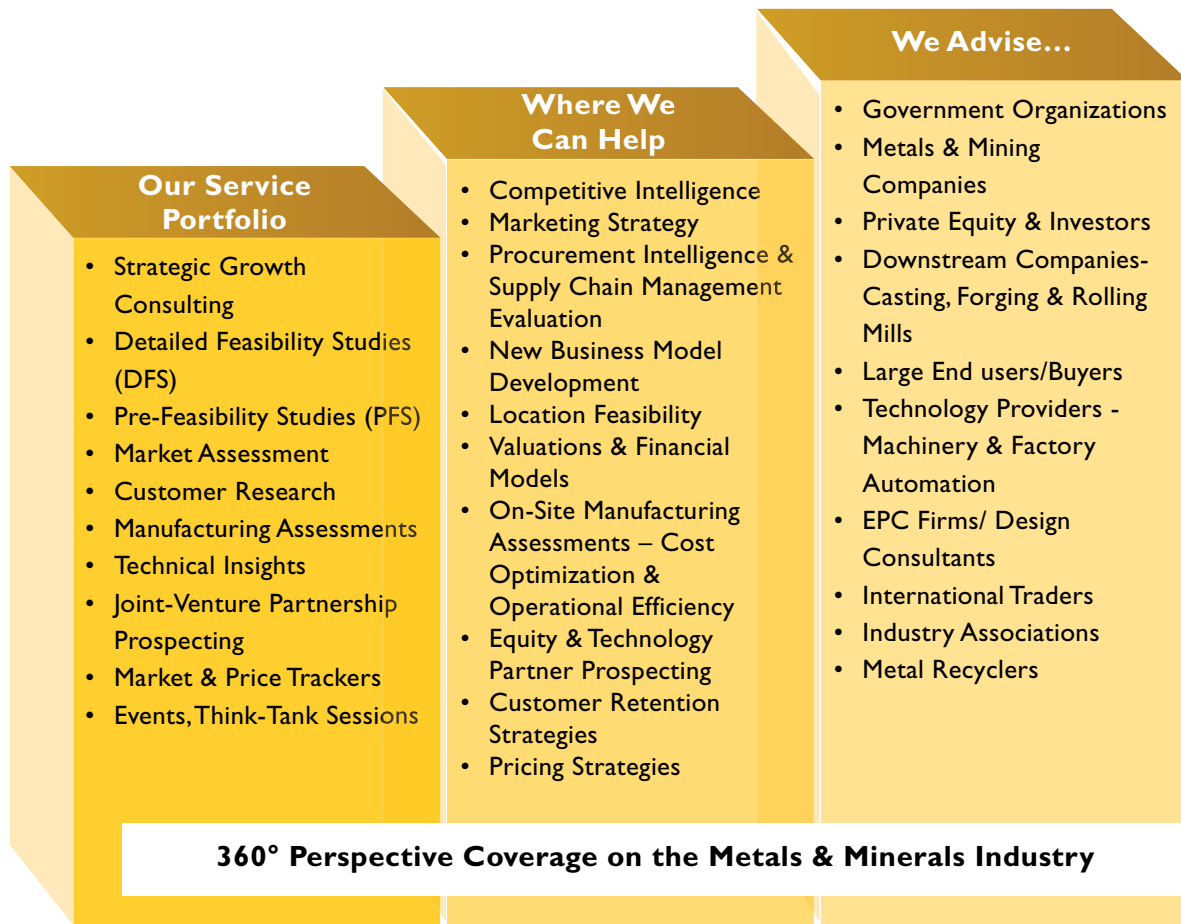 Our Service
Portfolio
• Strategic Growth
Consulting
• Detailed Feasibility Studies
(DFS)
• Pre-Feasibility Studies (PFS)
• Market Assessment
• Customer Research
• Manufacturing Assessments
• Technical Insights
• Joint-Venture Partnership
Prospecting
• Market & Price Trackers
• Events, Think-Tank Sessions
Where We
Can Help
• Competitive Intelligence
• Marketing Strategy
• Procurement Intelligence &
Supply Chain Management
Evaluation
• New Business Model
Development
• Location Feasibility
• Valuations & Financial
Models
• On-Site Manufacturing
Assessments – Cost
Optimization &
Operational Efficiency
• Equity & Technology
Partner Prospecting
• Customer Retention
Strategies
• Pricing Strategies
We Advise...
• Government Organizations
• Metals & Mining
Companies
• Private Equity & Investors
• Downstream Companies-
Casting, Forging & Rolling
Mills
• Large End users/Buyers
• Technology Providers -
Machinery & Factory
Automation
• EPC Firms/ Design
Consultants
• International Traders
• Industry Associations
• Metal Recyclers
360° Perspective Coverage on the Metals & Minerals Industry